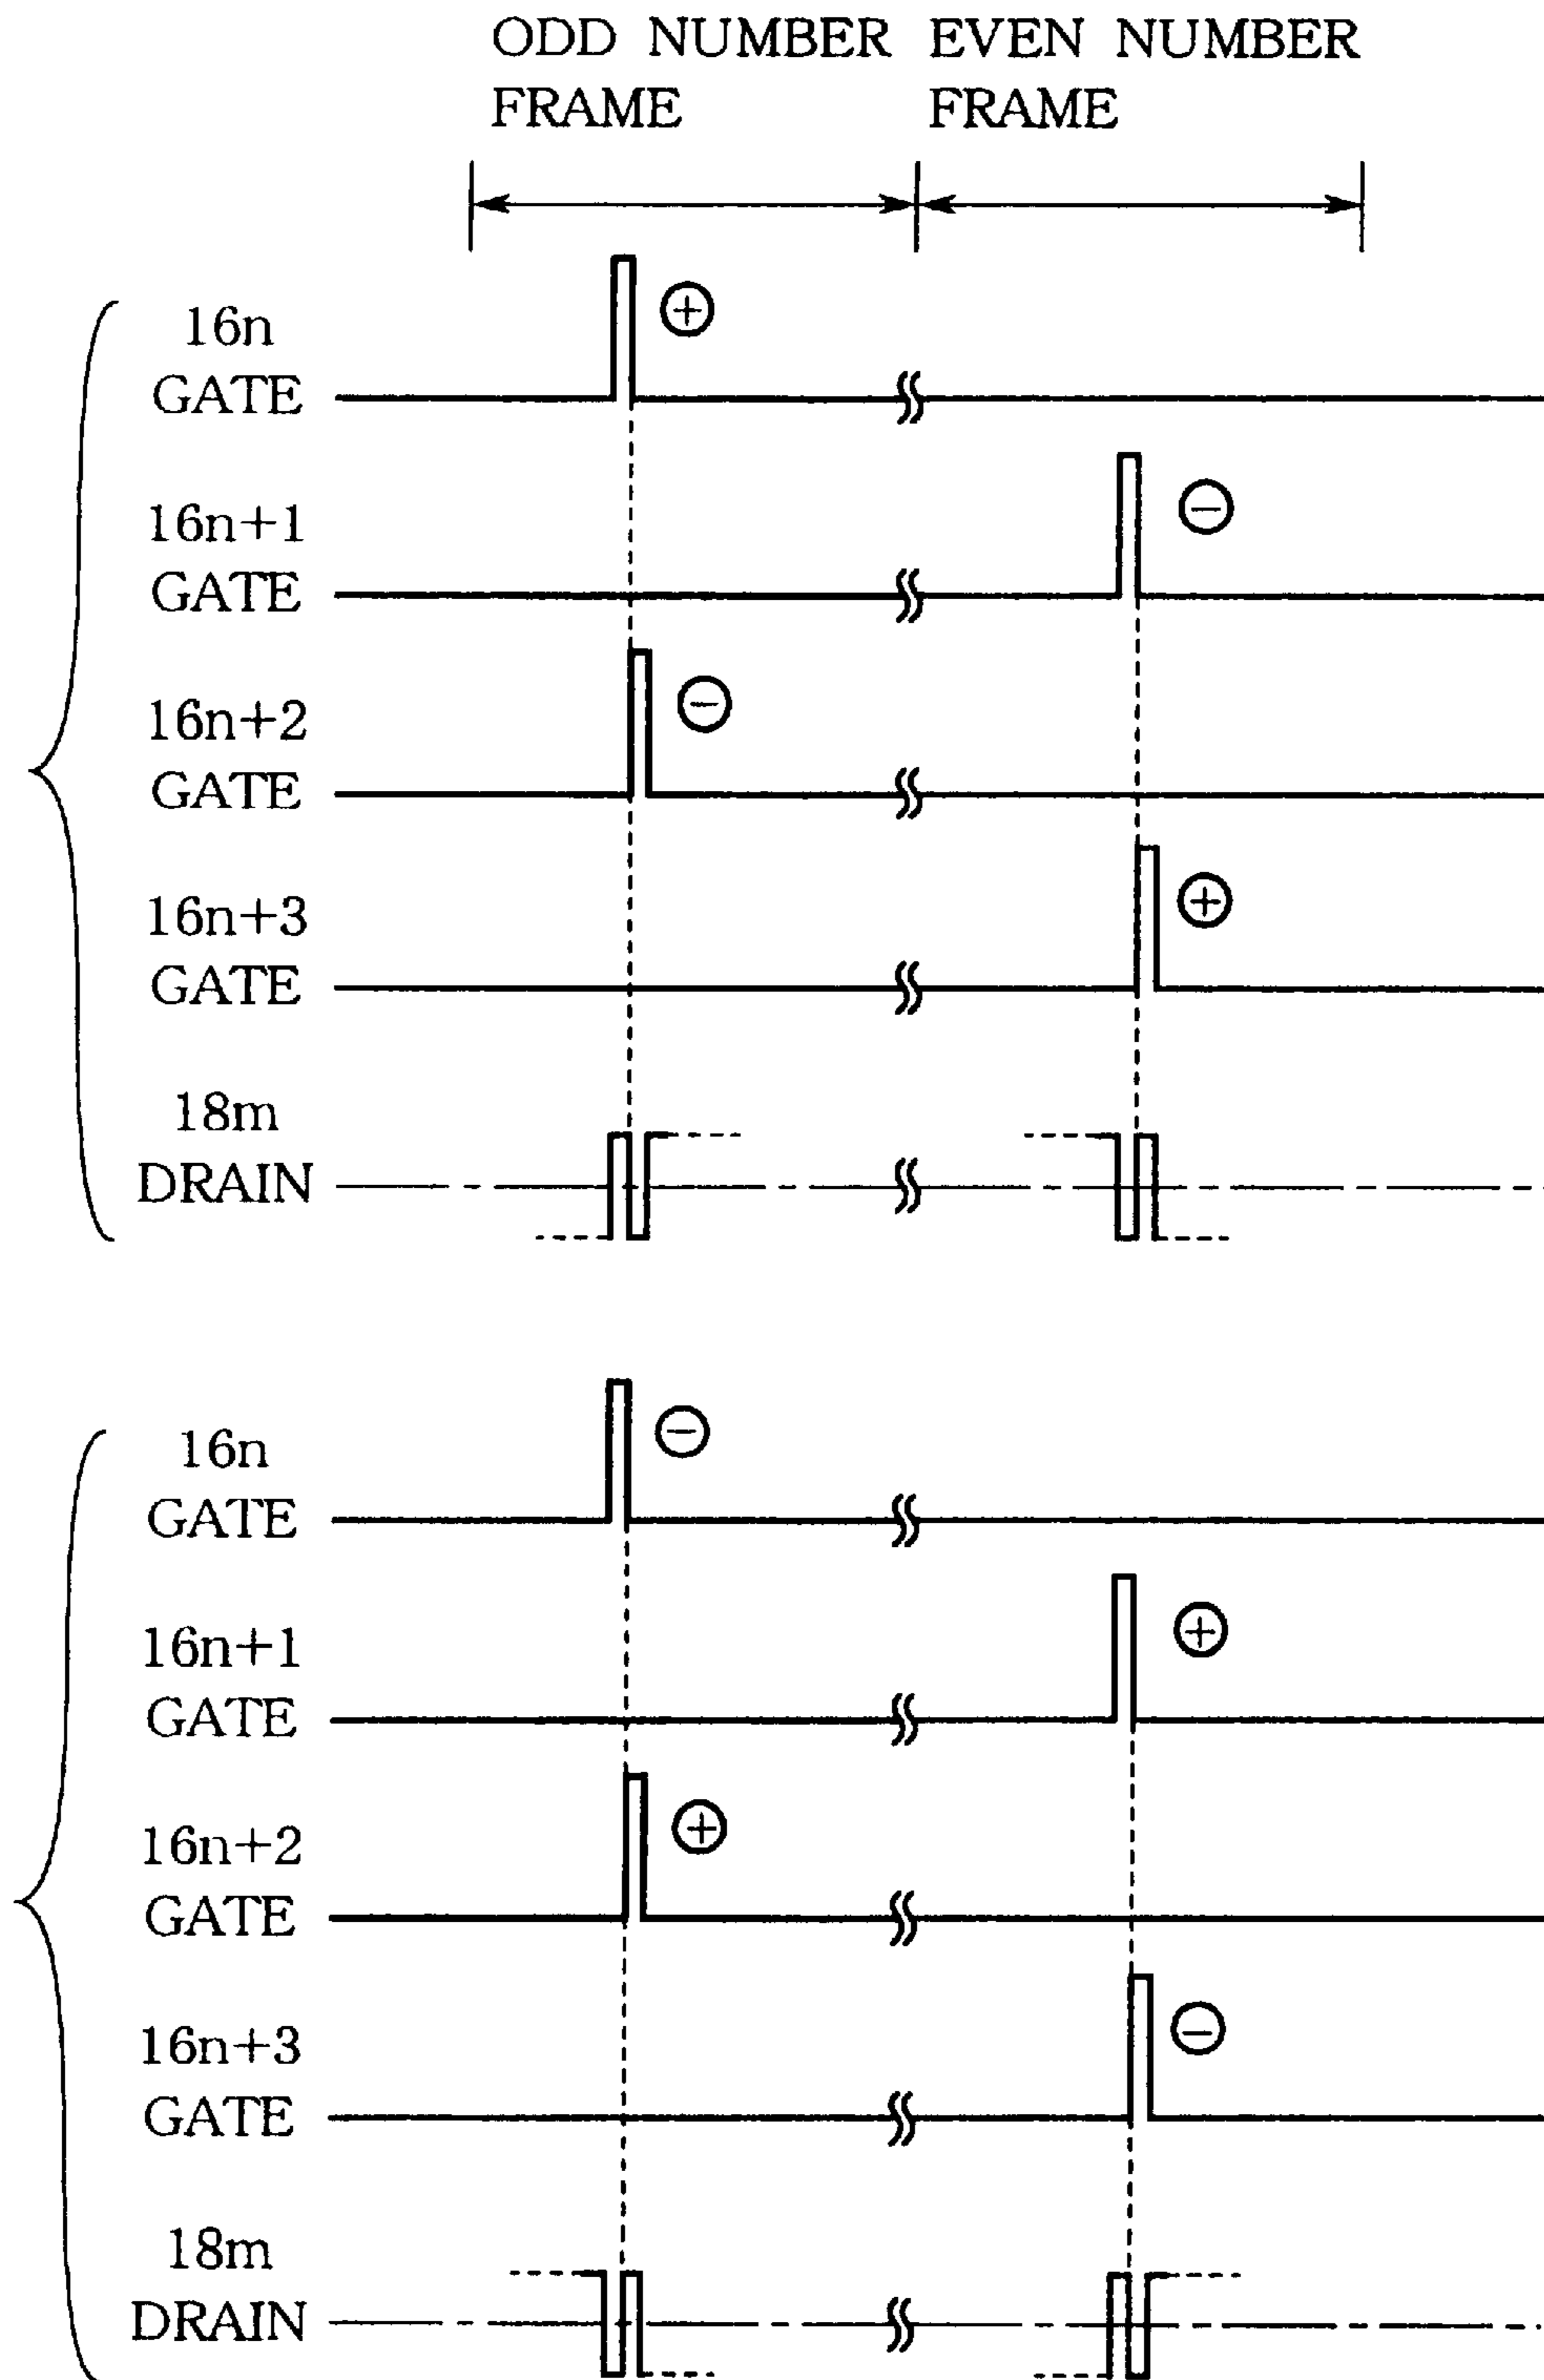 ODD NUMBER EVEN NUMBER
FRAME FRAME
16n
GATE
⊕
16n+1
GATE
⊖
16n+2
GATE
⊖
16n+3
GATE
⊕
18m
DRAIN
16n
GATE
⊖
16n+1
GATE
⊕
16n+2
GATE
⊕
16n+3
GATE
⊖
18m
DRAIN